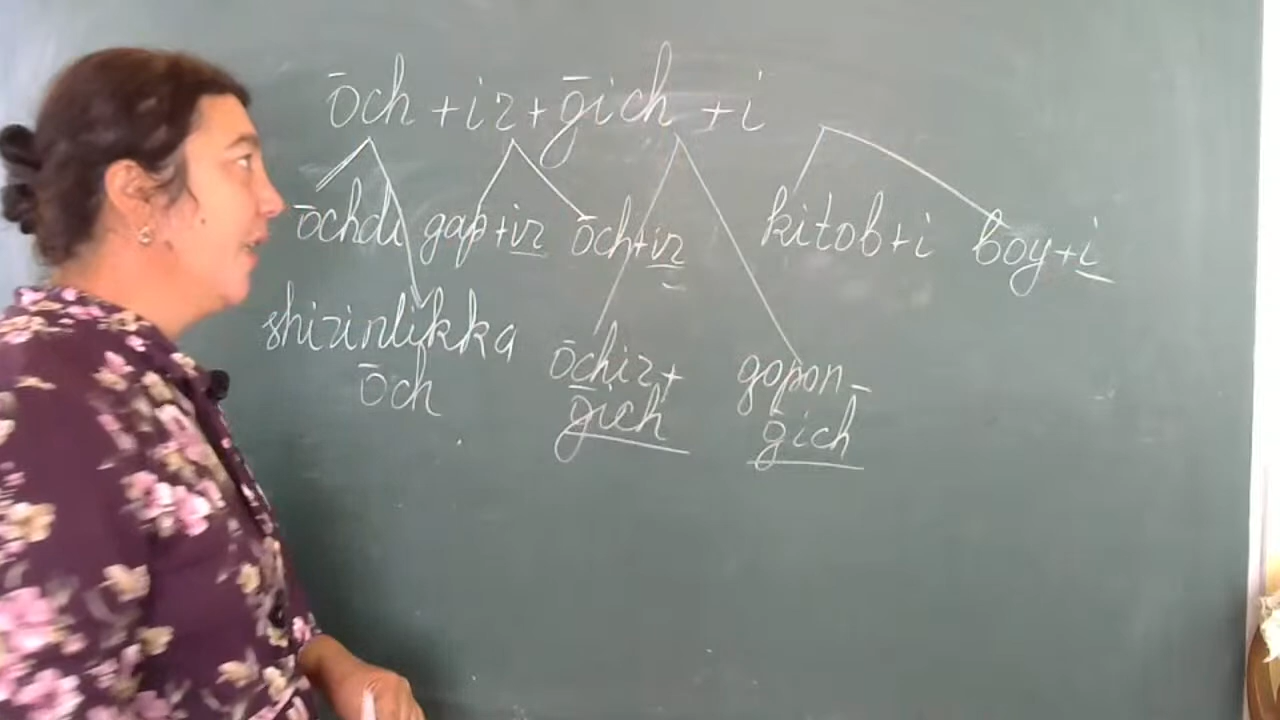 ōch + ir + ḡich + i
ōchdi gap+ir ōch+ir kitob+i boy+i
shirinlikka
ōch
ōchir+
ḡich
gapon-
ḡich